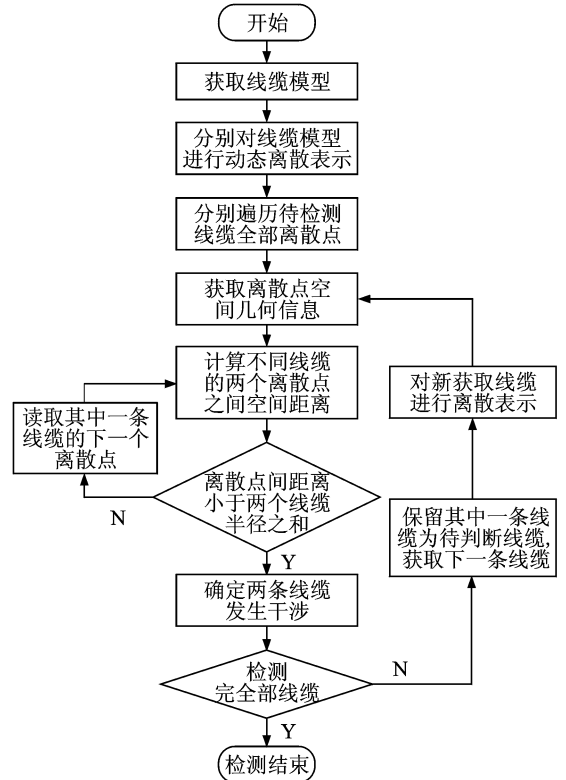 开始
获取线缆模型
分别对线缆模型
进行动态离散表示
分别遍历待检测
线缆全部离散点
获取离散点空
间几何信息
计算不同线缆
的两个离散点
之间空间距离
对新获取线缆
进行离散表示
读取其中一条
线缆的下一个
离散点
离散点间距离
小于两个线缆
半径之和
N
Y
保留其中一条线
缆为待判断线缆,
获取下一条线缆
确定两条线缆
发生干涉
检测
完全部线缆
N
Y
检测结束